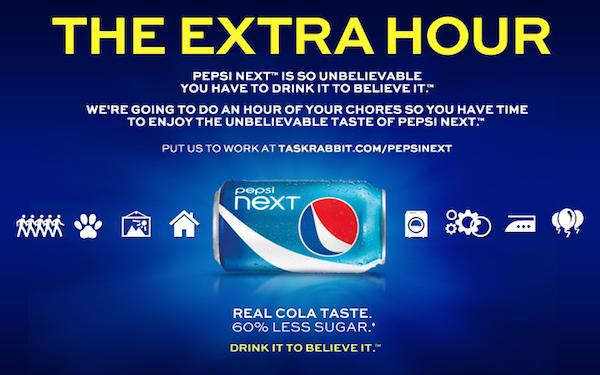 THE EXTRA HOUR
PEPSI NEXT™ IS SO UNBELIEVABLE
YOU HAVE TO DRINK IT TO BELIEVE IT.™
WE'RE GOING TO DO AN HOUR OF YOUR CHORES SO YOU HAVE TIME
TO ENJOY THE UNBELIEVABLE TASTE OF PEPSI NEXT.™
PUT US TO WORK AT TASKRABBIT.COM/PEPSINEXT
pepsi
next
REAL COLA TASTE.
60% LESS SUGAR.*
DRINK IT TO BELIEVE IT.™